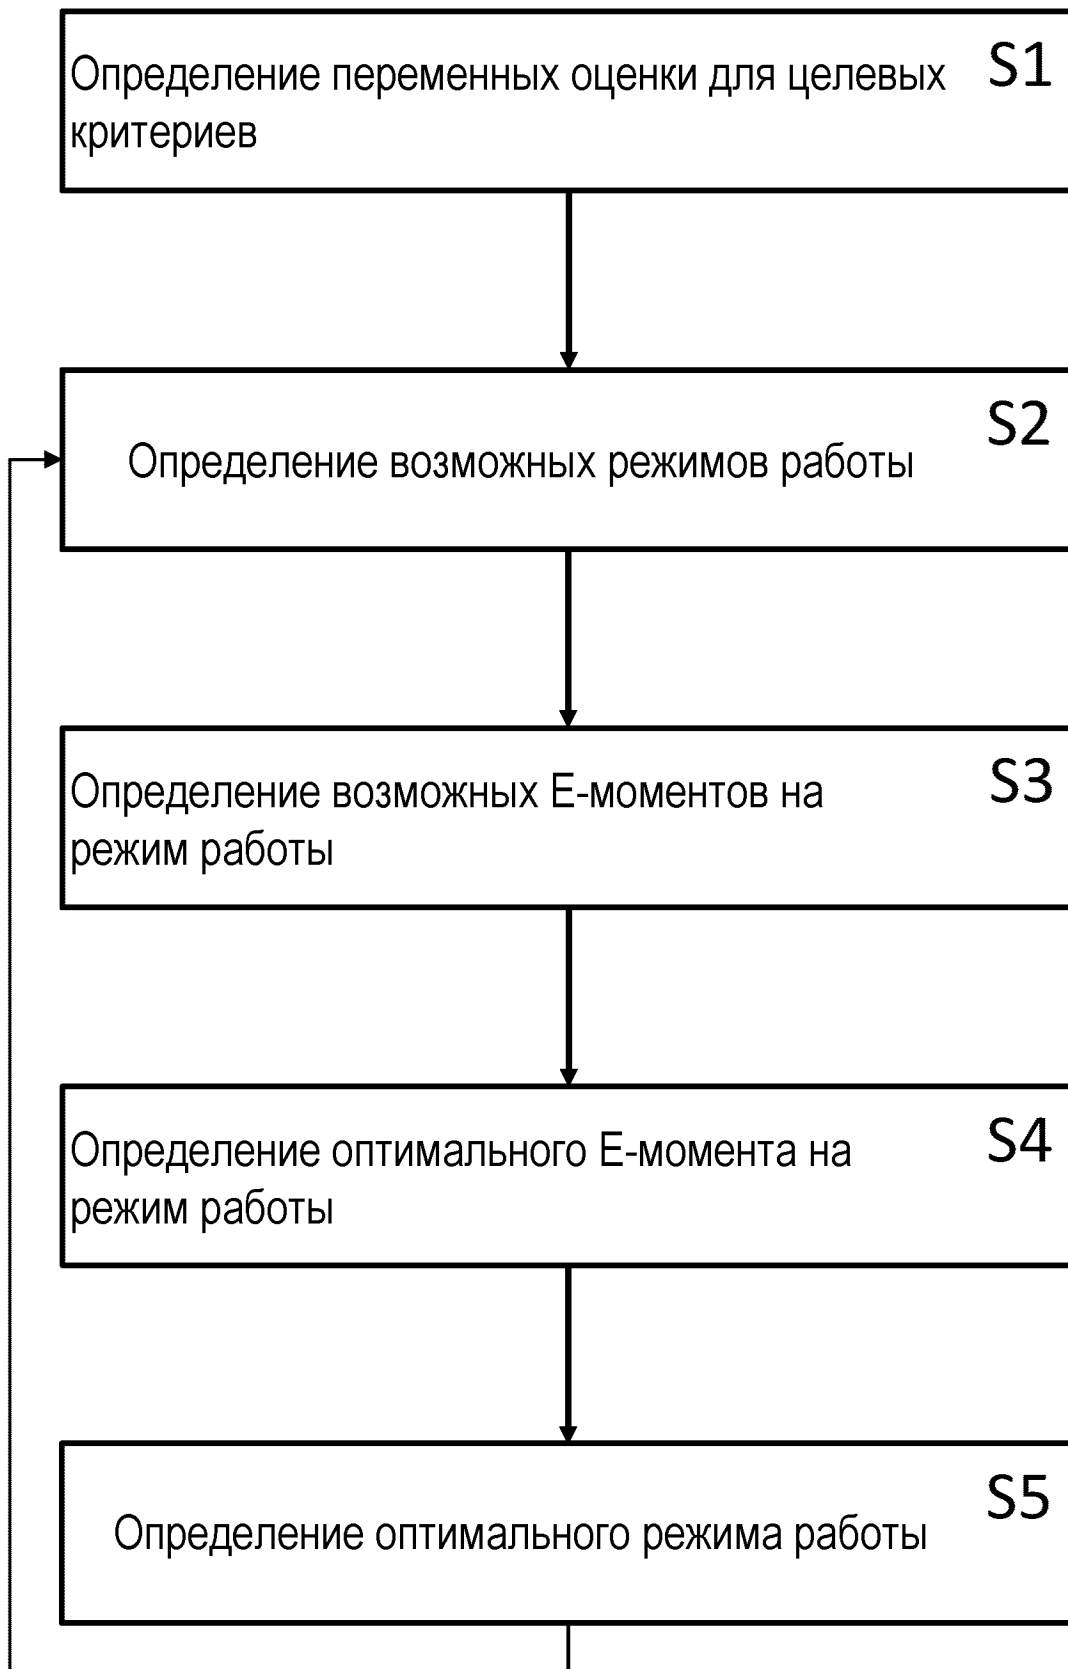 Определение переменных оценки для целевых S1
критериев
S2
Определение возможных режимов работы
Определение возможных Е-моментов на S3
режим работы
Определение оптимального Е-момента на S4
режим работы
S5
Определение оптимального режима работы